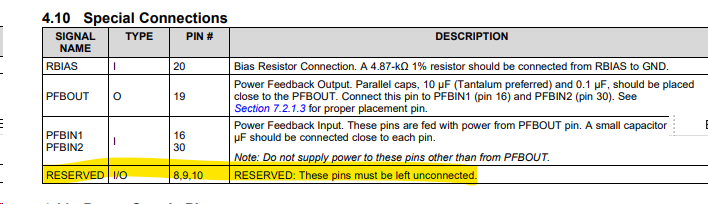 4.10 Special Connections
SIGNAL NAME TYPE PIN # DESCRIPTION
RBIAS I 20 Bias Resistor Connection. A 4.87-kΩ 1% resistor should be connected from RBIAS to GND.
PFBOUT O 19 Power Feedback Output. Parallel caps, 10 µF (Tantalum preferred) and 0.1 µF, should be placed
close to the PFBOUT. Connect this pin to PFBIN1 (pin 16) and PFBIN2 (pin 30). See
Section 7.2.1.3 for proper placement pin.
PFBIN1 I 16 Power Feedback Input. These pins are fed with power from PFBOUT pin. A small capacitor
PFBIN2 30 µF should be connected close to each pin.
Note: Do not supply power to these pins other than from PFBOUT.
RESERVED I/O 8,9,10 RESERVED: These pins must be left unconnected.